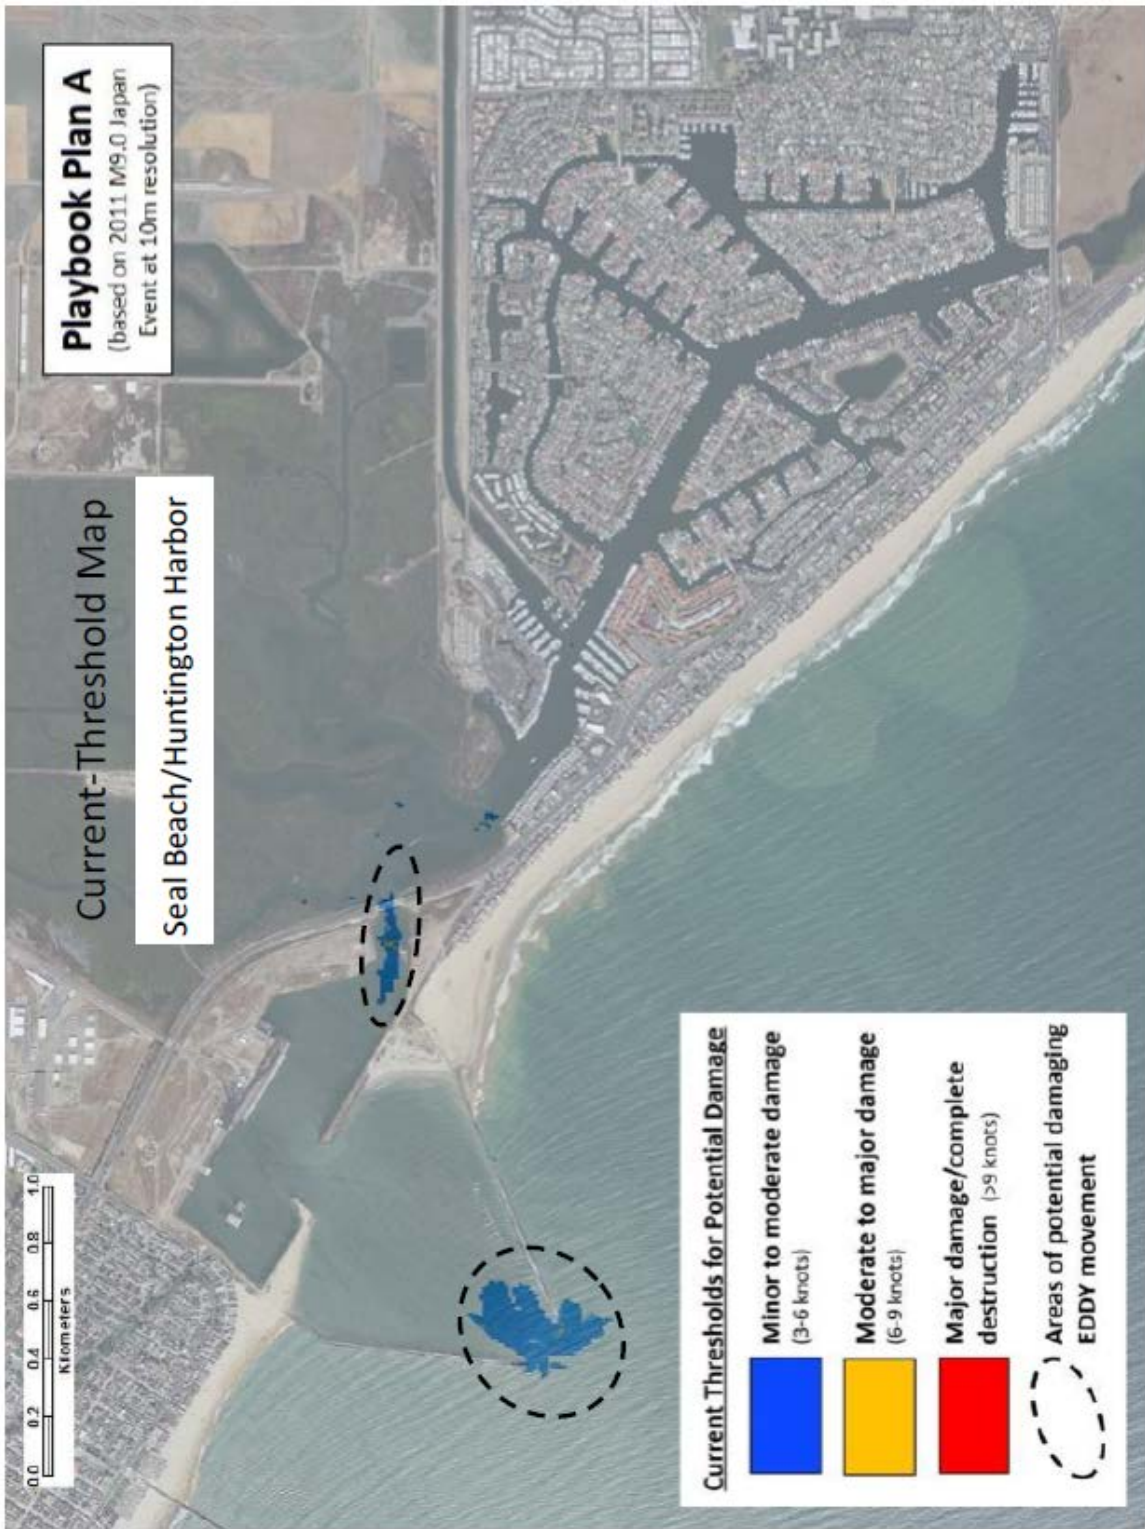 Current-Threshold Map
Seal Beach/Huntington Harbor
Playbook Plan A
(based on 2011 M9.0 Japan
Event at 10m resolution)
0.0 0.2 0.4 0.6 0.8 1.0
Kilometers
Current Thresholds for Potential Damage
Minor to moderate damage
(3-6 knots)
Moderate to major damage
(6-9 knots)
Major damage/complete
destruction (>9 knots)
Areas of potential damaging
EDDY movement